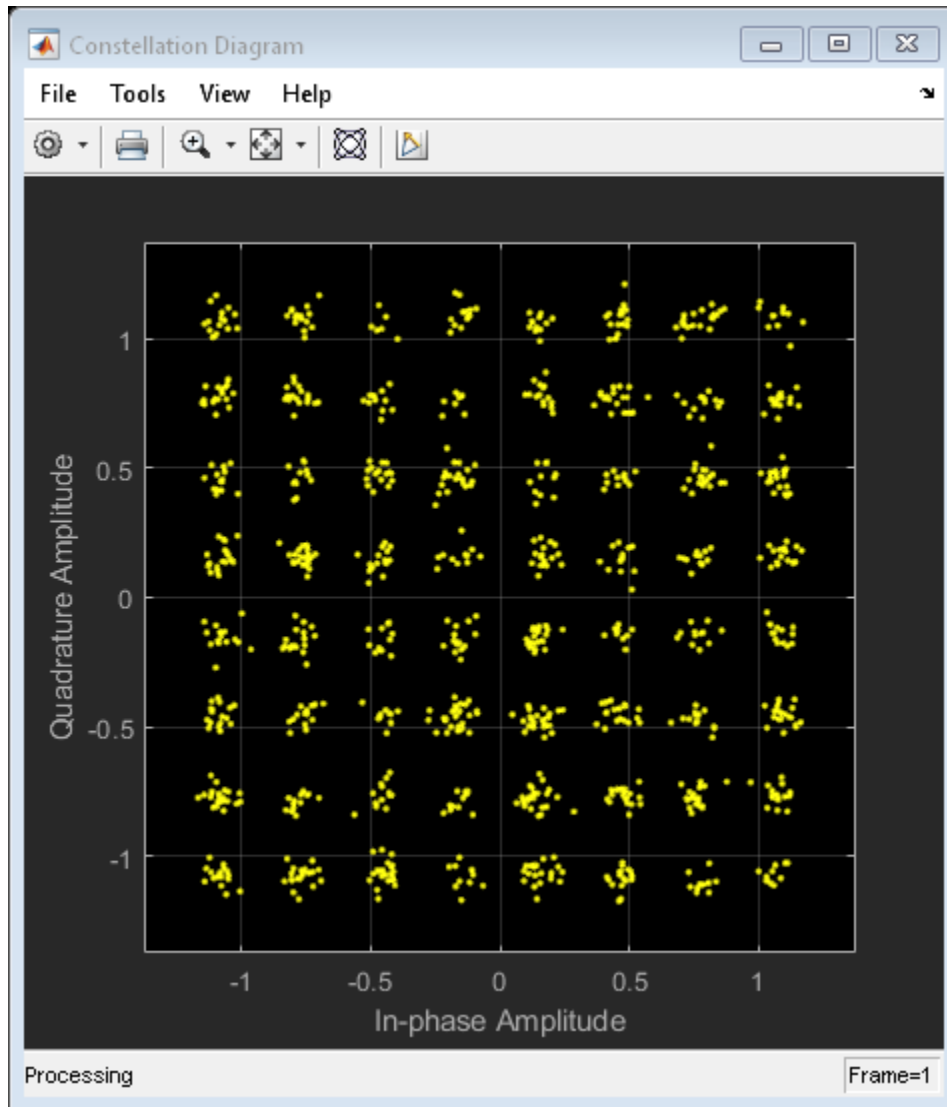 Constellation Diagram
File Tools View Help
1
0.5
0
-0.5
-1
Quadrature Amplitude
-1 -0.5 0 0.5 1
In-phase Amplitude
Processing Frame=1